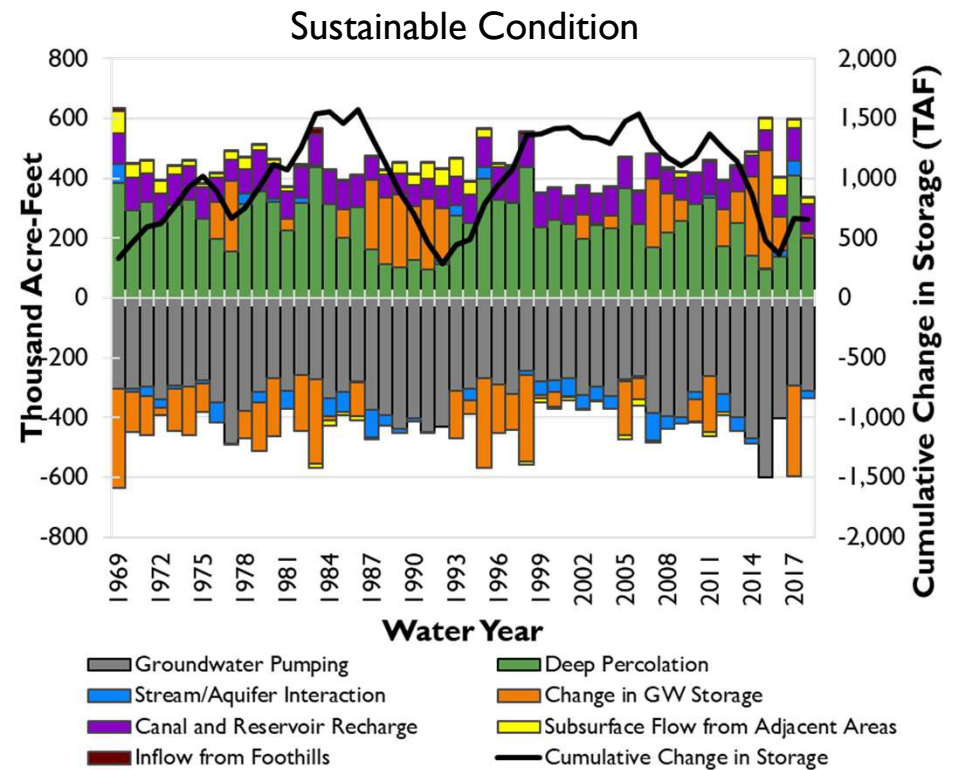 Sustainable Condition
800
600
400
200
0
-200
-400
-600
-800
Thousand Acre-Feet
2,000
1,500
1,000
500
0
-500
-1,000
-1,500
-2,000
Cumulative Change in Storage (TAF)
1969
1972
1975
1978
1981
1984
1987
1990
1993
1996
1999
2002
2005
2008
2011
2014
2017
Water Year
Groundwater Pumping
Deep Percolation
Stream/Aquifer Interaction
Change in GW Storage
Canal and Reservoir Recharge
Subsurface Flow from Adjacent Areas
Inflow from Foothills
Cumulative Change in Storage